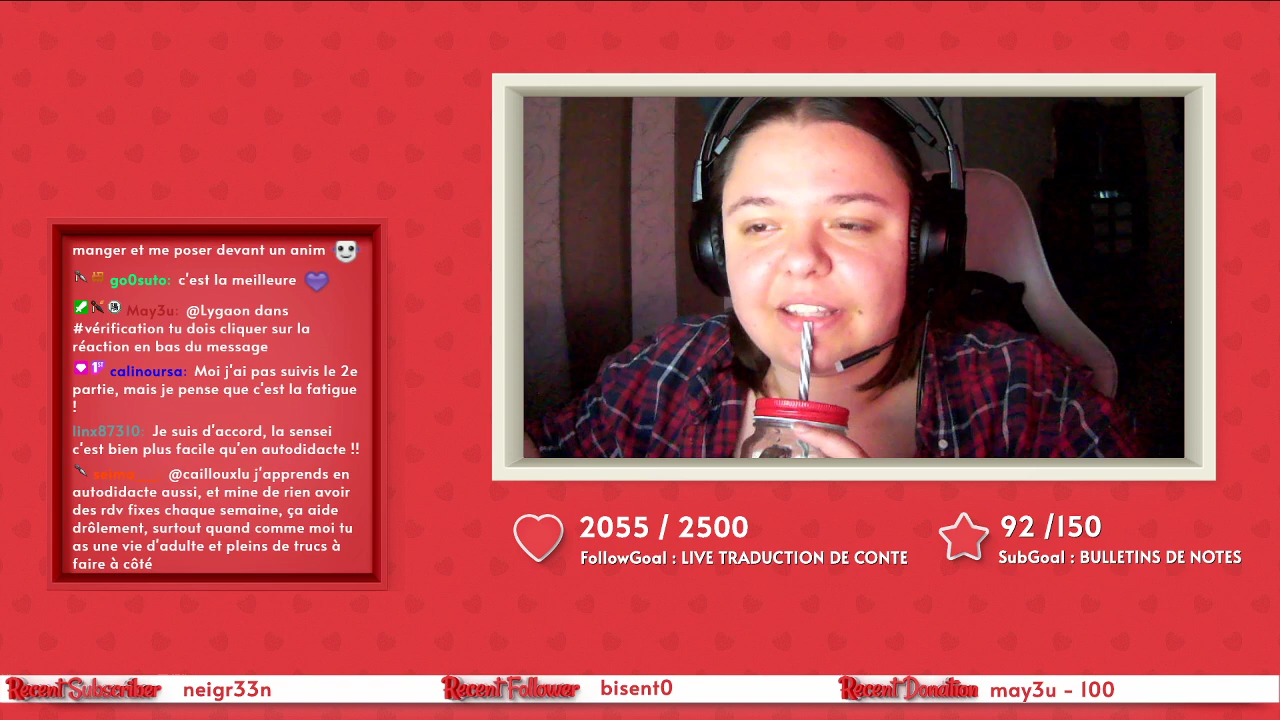 manger et me poser devant un anim
go0suto: c'est la meilleure
May3u: @Lygaon dans
#vérification tu dois cliquer sur la
réaction en bas du message
calinoursa: Moi j'ai pas suivis le 2e
partie, mais je pense que c'est la fatigue
!
linx87310: Je suis d'accord, la sensei
c'est bien plus facile qu'en autodidacte !!
@caillouxlu j'apprends en
autodidacte aussi, et mine de rien avoir
des rdv fixes chaque semaine, ça aide
drôlement, surtout quand comme moi tu
as une vie d'adulte et pleins de trucs à
faire à côté
2055 / 2500
FollowGoal : LIVE TRADUCTION DE CONTE
92 /150
SubGoal : BULLETINS DE NOTES
Recent Subscriber neigr33n
Recent Follower bisent0
Recent Donation may3u - 100